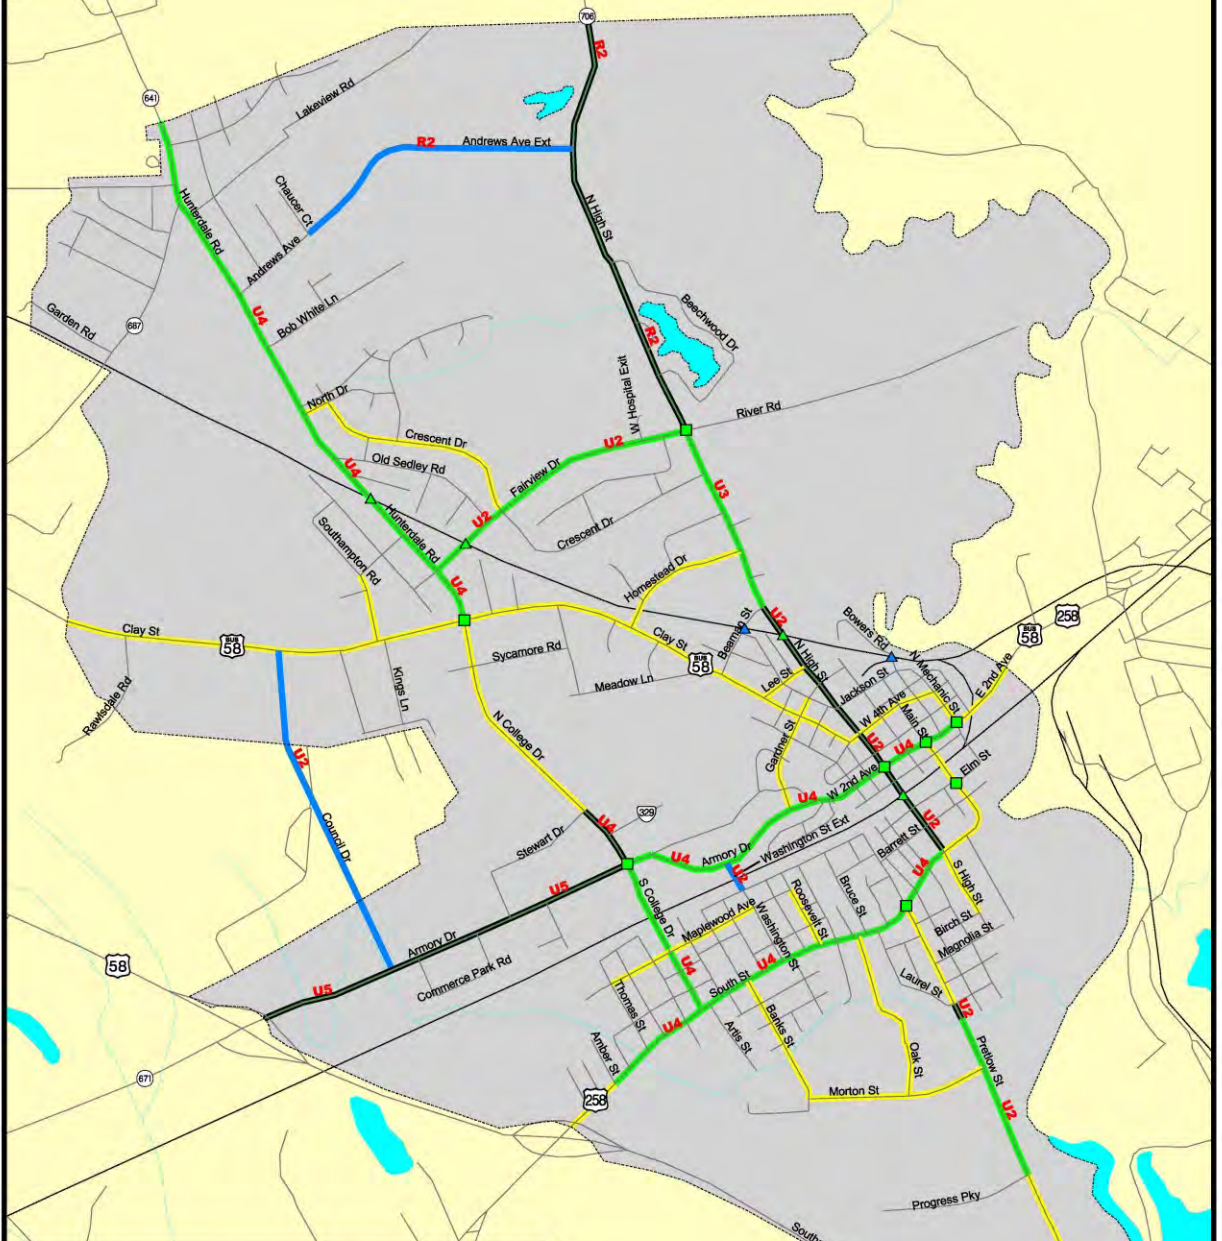 706
R2
641
Lakeview Rd
R2
Andrews Ave Ext
Chaucer Ct
Hunterdale Rd
N High St
Andrews Ave
U4
Bob White Ln
Garden Rd
687
Beechwood Dr
R2
W Hospital Exit
North Dr
River Rd
Crescent Dr
U2
Old Sedley Rd
U4
Fairview Dr
U3
Hunterdale Rd
U2
Crescent Dr
Southampton Rd
U4
Homestead Dr
Clay St
BUS
58
U2
Beaman St
Bowers Rd
258
BUS
58
Clay St
BUS
58
Sycamore Rd
N High St
N Mechanic St
E 2nd Ave
Meadow Ln
Lee St
Jackson St
Kings Ln
Rawlsdale Rd
W 4th Ave
Main St
N College Dr
Gardner St
U2
U4
Elm St
U2
W 2nd Ave
U4
Council Dr
329
U4
Stewart Dr
Washington St Ext
U2
Barrett St
Armory Dr
U4
U2
U4
U5
S College Dr
Maplewood Ave
Washington St
Roosevelt St
Bruce St
S High St
Birch St
Magnolia St
Armory Dr
58
Commerce Park Rd
U4
U4
South St
Laurel St
U5
Thomas St
U4
Artis St
Banks St
U2
Pretlow St
Amber St
Oak St
671
258
Morton St
U2
Progress Pky